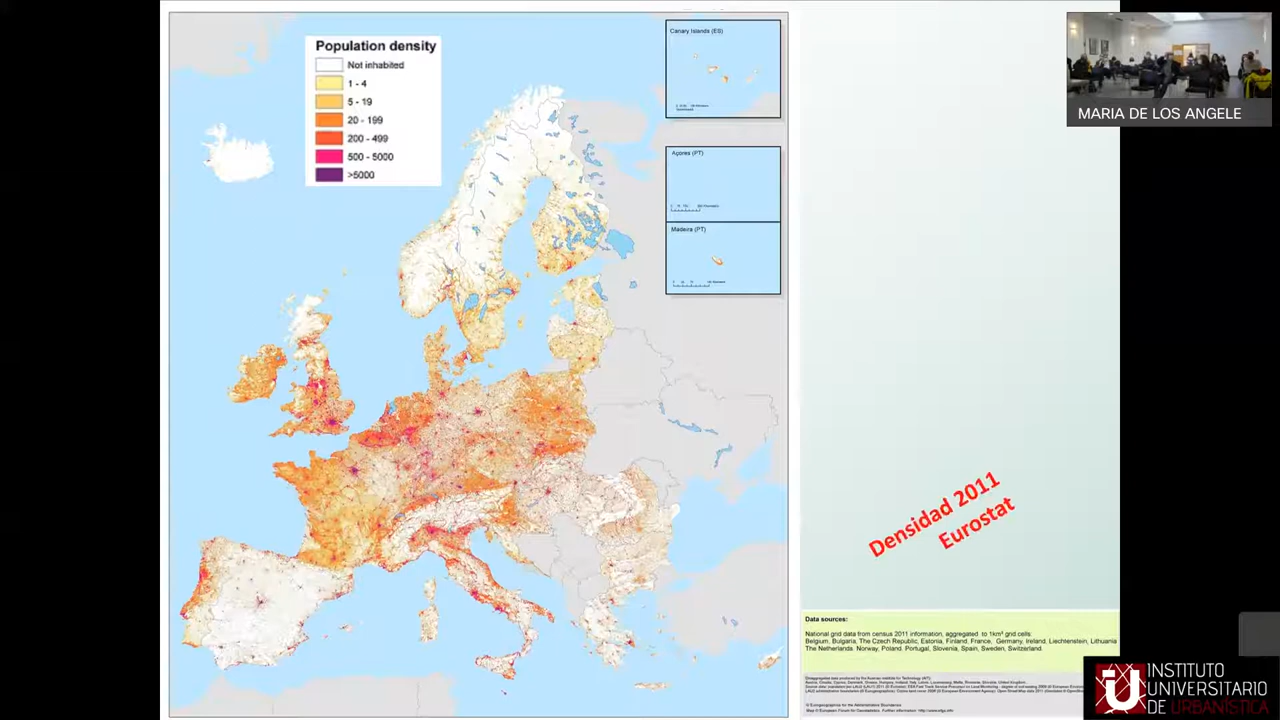 Population density
Not inhabited
1 - 4
5 - 19
20 - 199
200 - 499
500 - 5000
>5000
Canary Islands (ES)
Açores (PT)
Madeira (PT)
MARIA DE LOS ANGELE
Densidad 2011
Eurostat
Data sources:
National grid data from census 2011 information, aggregated to 1km² grid cells:
Belgium, Bulgaria, The Czech Republic, Estonia, Finland, France, Germany, Ireland, Liechtenstein, Lithuania
The Netherlands. Norway, Poland. Portugal, Slovenia, Spain, Sweden, Switzerland
INSTITUTO
UNIVERSITARIO
DE URBANÍSTICA